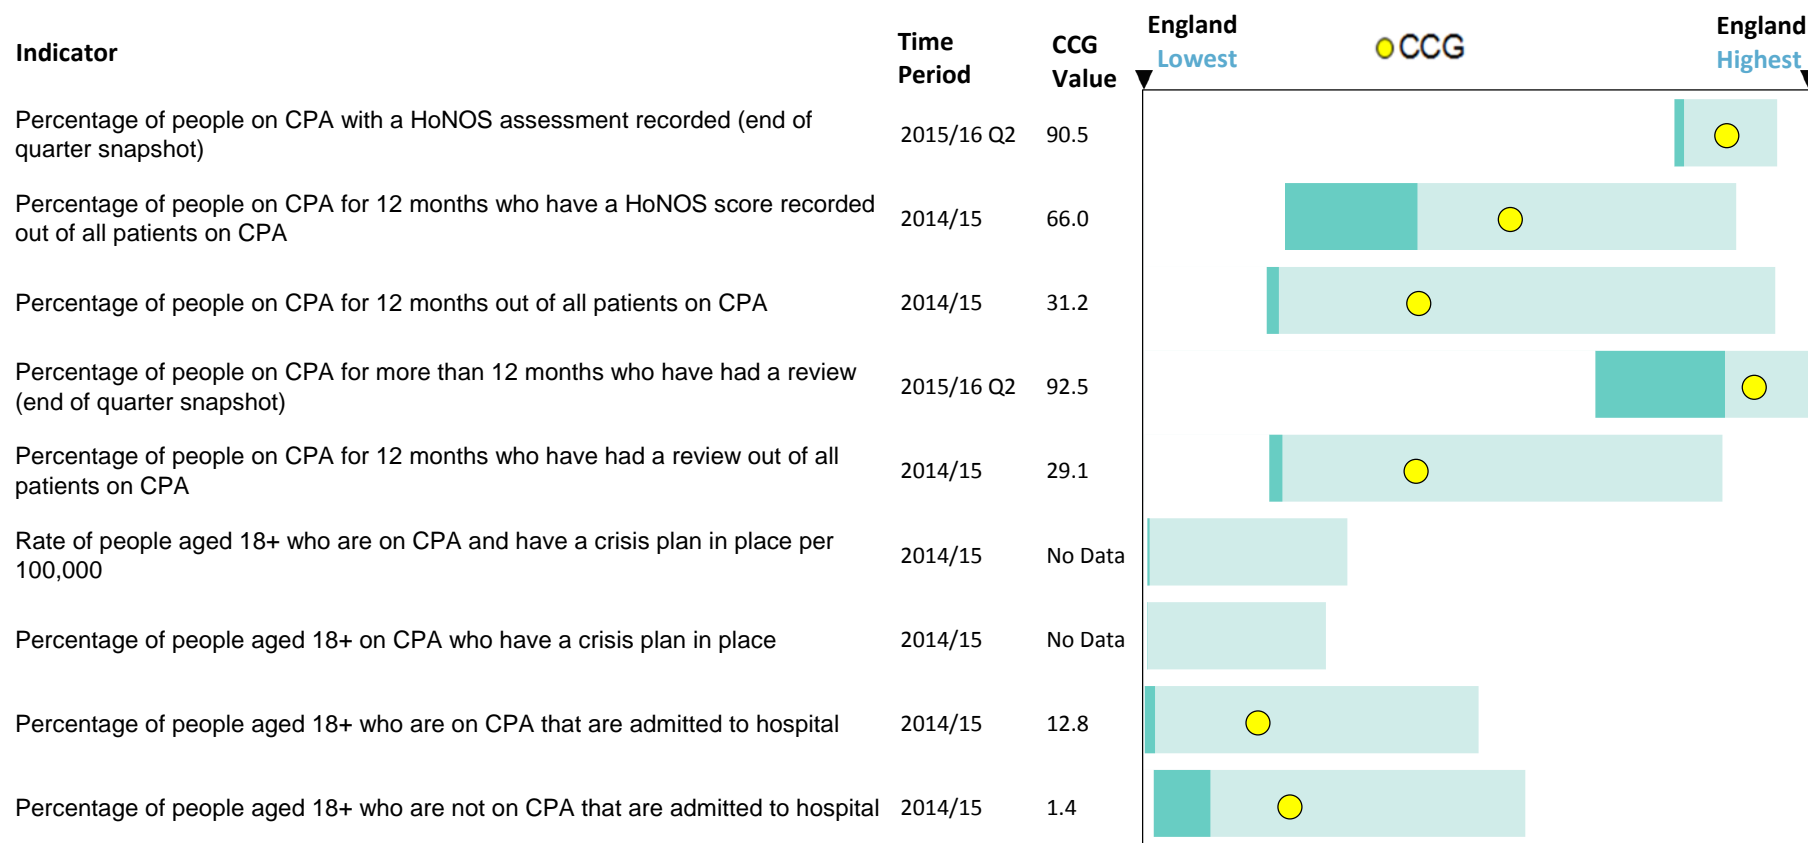 Indicator
Time Period
CCG Value
England Lowest
CCG
England Highest
Percentage of people on CPA with a HoNOS assessment recorded (end of
quarter snapshot)
2015/16 Q2
90.5
Percentage of people on CPA for 12 months who have a HoNOS score recorded
out of all patients on CPA
2014/15
66.0
Percentage of people on CPA for 12 months out of all patients on CPA
2014/15
31.2
Percentage of people on CPA for more than 12 months who have had a review
(end of quarter snapshot)
2015/16 Q2
92.5
Percentage of people on CPA for 12 months who have had a review out of all
patients on CPA
2014/15
29.1
Rate of people aged 18+ who are on CPA and have a crisis plan in place per
100,000
2014/15
No Data
Percentage of people aged 18+ on CPA who have a crisis plan in place
2014/15
No Data
Percentage of people aged 18+ who are on CPA that are admitted to hospital
2014/15
12.8
Percentage of people aged 18+ who are not on CPA that are admitted to hospital
2014/15
1.4